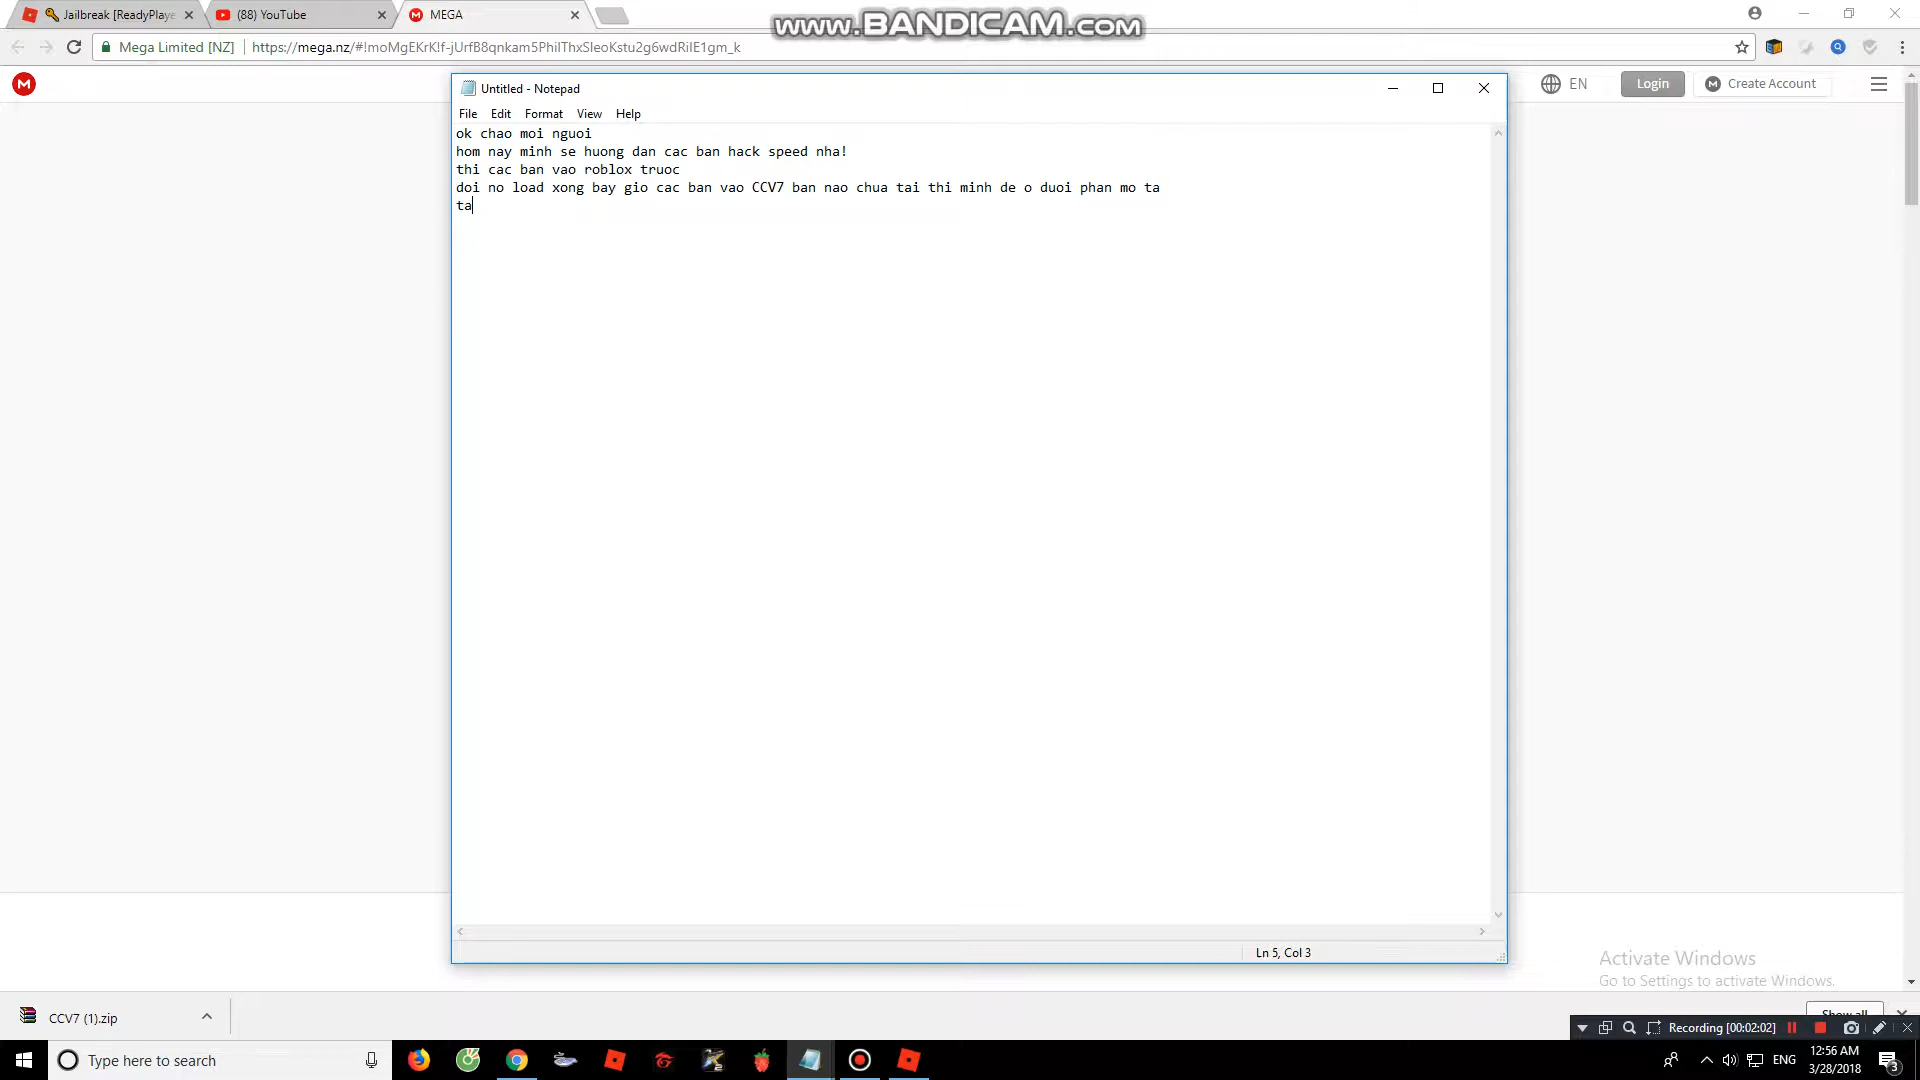 Jailbreak [ReadyPlaye
(88) YouTube
MEGA
www.BANDICAM.com
Mega Limited [NZ]
https://mega.nz/#!moMgEKrK!f-jUrfB8qnkam5PhiIThxSleoKstu2g6wdRiIE1gm_k
EN
Login
Create Account
Untitled - Notepad
File Edit Format View Help
ok chao moi nguoi
hom nay minh se huong dan cac ban hack speed nha!
thi cac ban vao roblox truoc
doi no load xong bay gio cac ban vao CCV7 ban nao chua tai thi minh de o duoi phan mo ta
ta
Ln 5, Col 3
Activate Windows
Go to Settings to activate Windows.
CCV7 (1).zip
Show all
Recording [00:02:02]
Type here to search
ENG
12:56 AM
3/28/2018
3